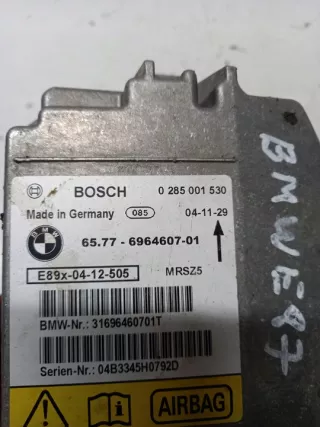 BOSCH 0 285 001 530
Made in Germany 085 04-11-29
BMW
65.77 - 6964607-01
E89x-04-12-505 MRSZ5
BMW-Nr.: 31696460701T
Serien-Nr.: 04B3345H0792D
AIRBAG
BMW E87